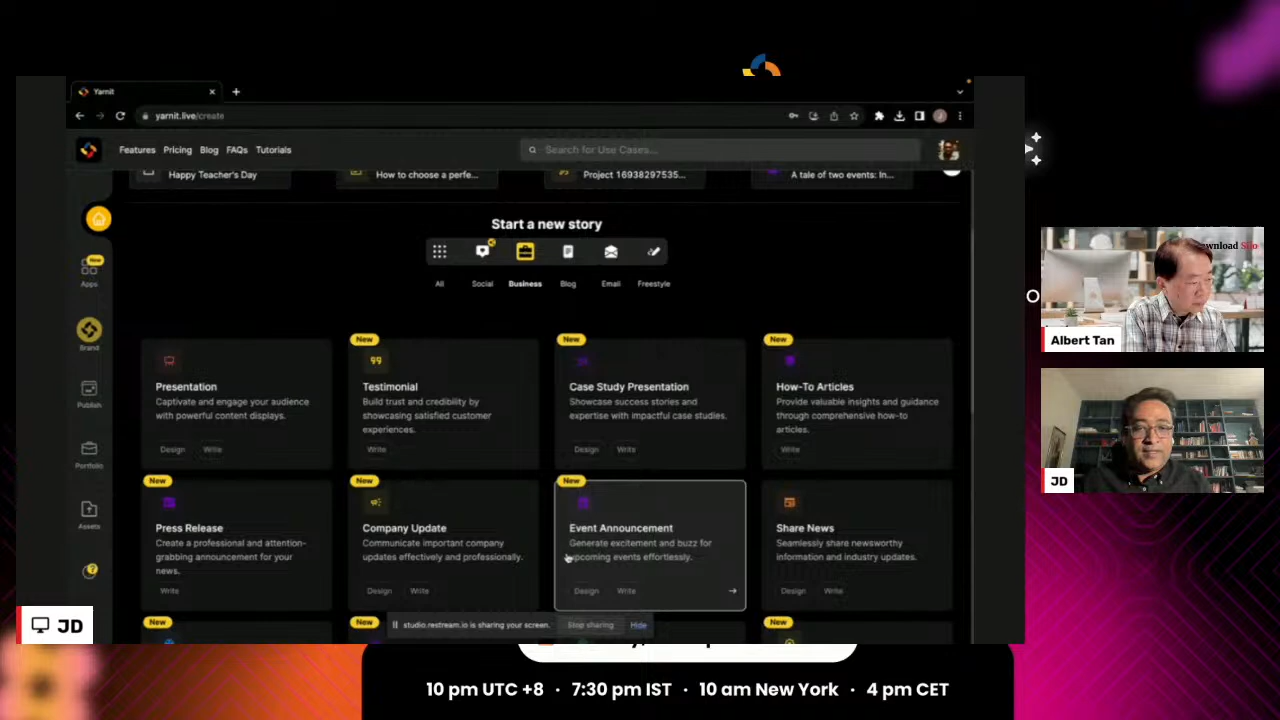 Yarnit
yarnit.live/create
Features Pricing Blog FAQs Tutorials
Search for Use Cases...
Happy Teacher's Day
How to choose a perfe...
Project 16938297535...
A tale of two events: In...
Start a new story
All Social Business Blog Email Freestyle
New
Apps
Brand
Publish
Portfolio
Assets
Presentation
Captivate and engage your audience
with powerful content displays.
Design Write
New
Testimonial
Build trust and credibility by
showcasing satisfied customer
experiences.
Write
New
Case Study Presentation
Showcase success stories and
expertise with impactful case studies.
Design Write
New
How-To Articles
Provide valuable insights and guidance
through comprehensive how-to
articles.
Write
New
Press Release
Create a professional and attention-
grabbing announcement for your
news.
Write
New
Company Update
Communicate important company
updates effectively and professionally.
Design Write
New
Event Announcement
Generate excitement and buzz for
upcoming events effortlessly.
Design Write
Share News
Seamlessly share newsworthy
information and industry updates.
Design Write
New
New
New
studio.restream.io is sharing your screen. Stop sharing Hide
JD
Albert Tan
JD
10 pm UTC +8 · 7:30 pm IST · 10 am New York · 4 pm CET